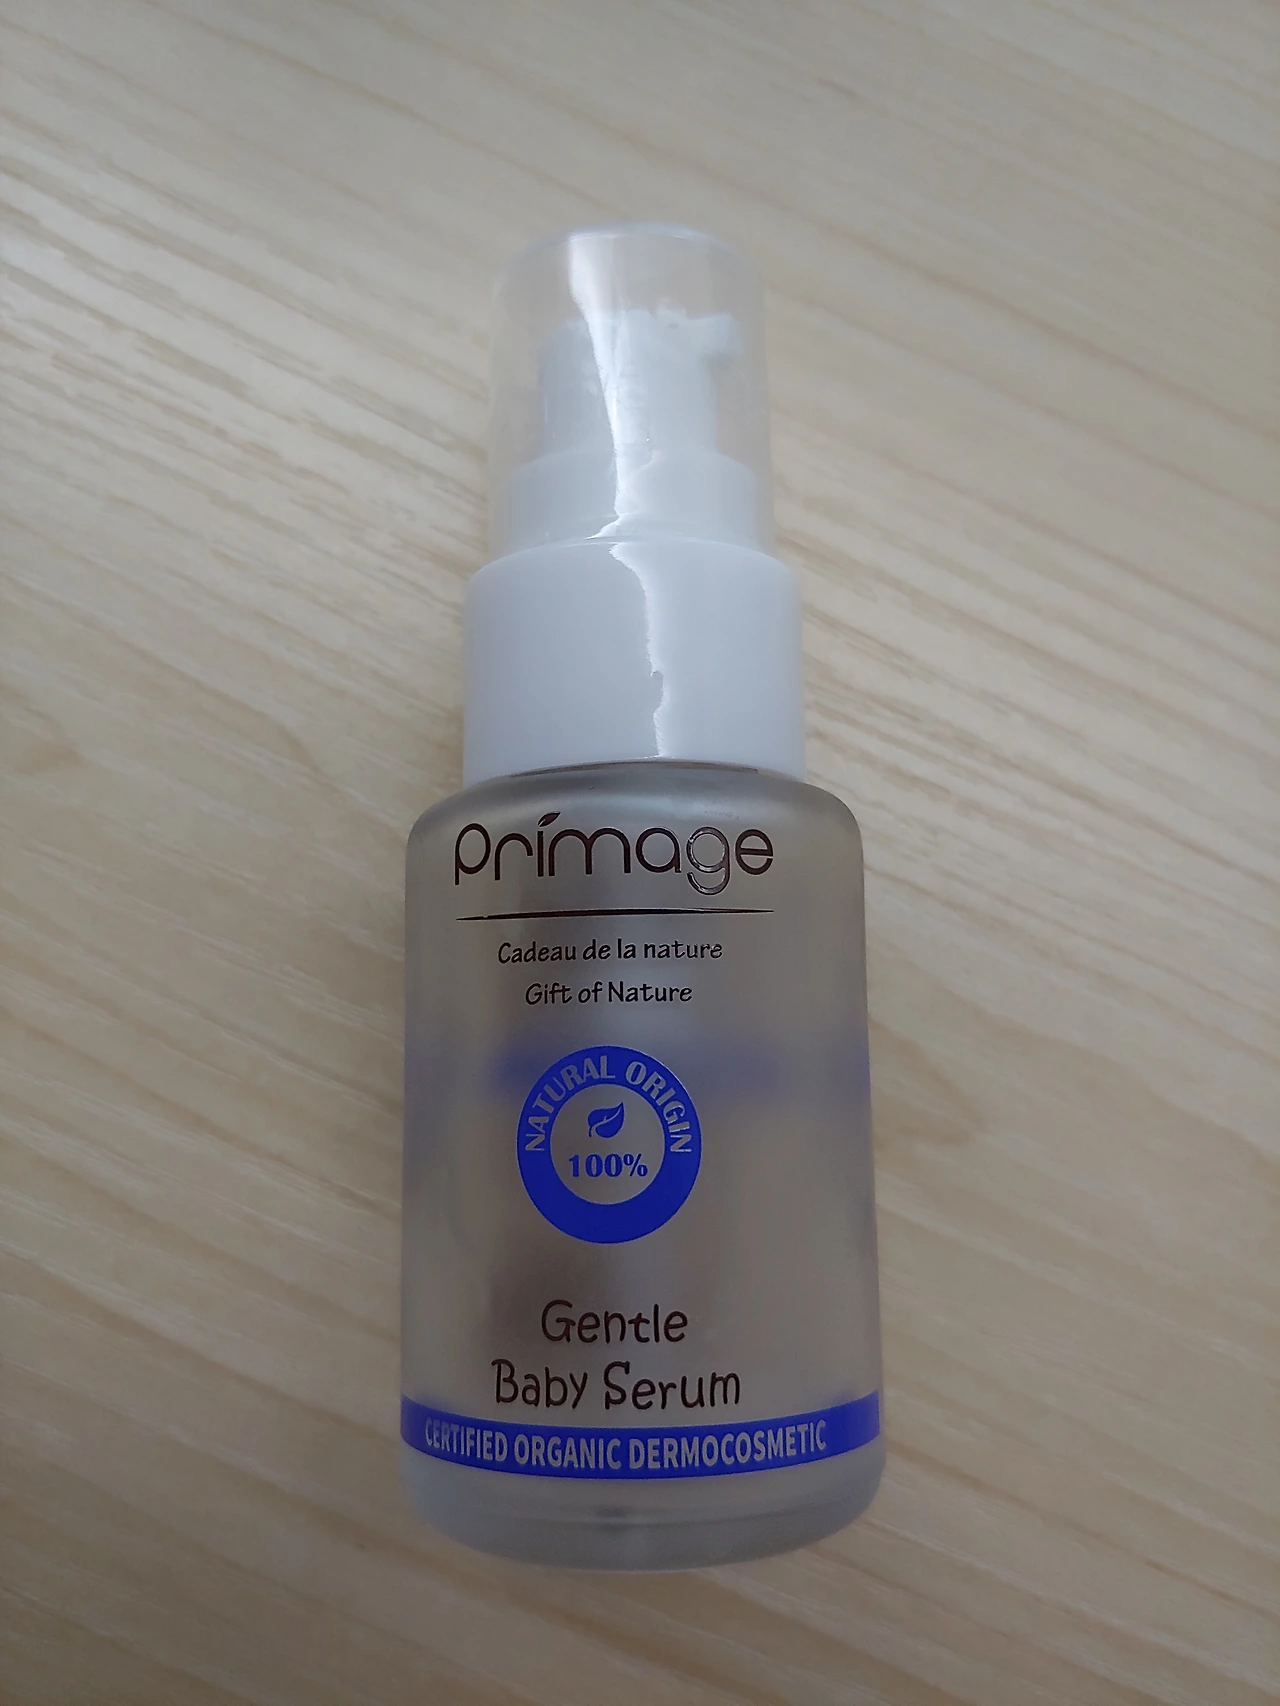 Primage
Cadeau de la nature
Gift of Nature
NATURAL ORIGIN
100%
Gentle
Baby Serum
CERTIFIED ORGANIC DERMOCOSMETIC